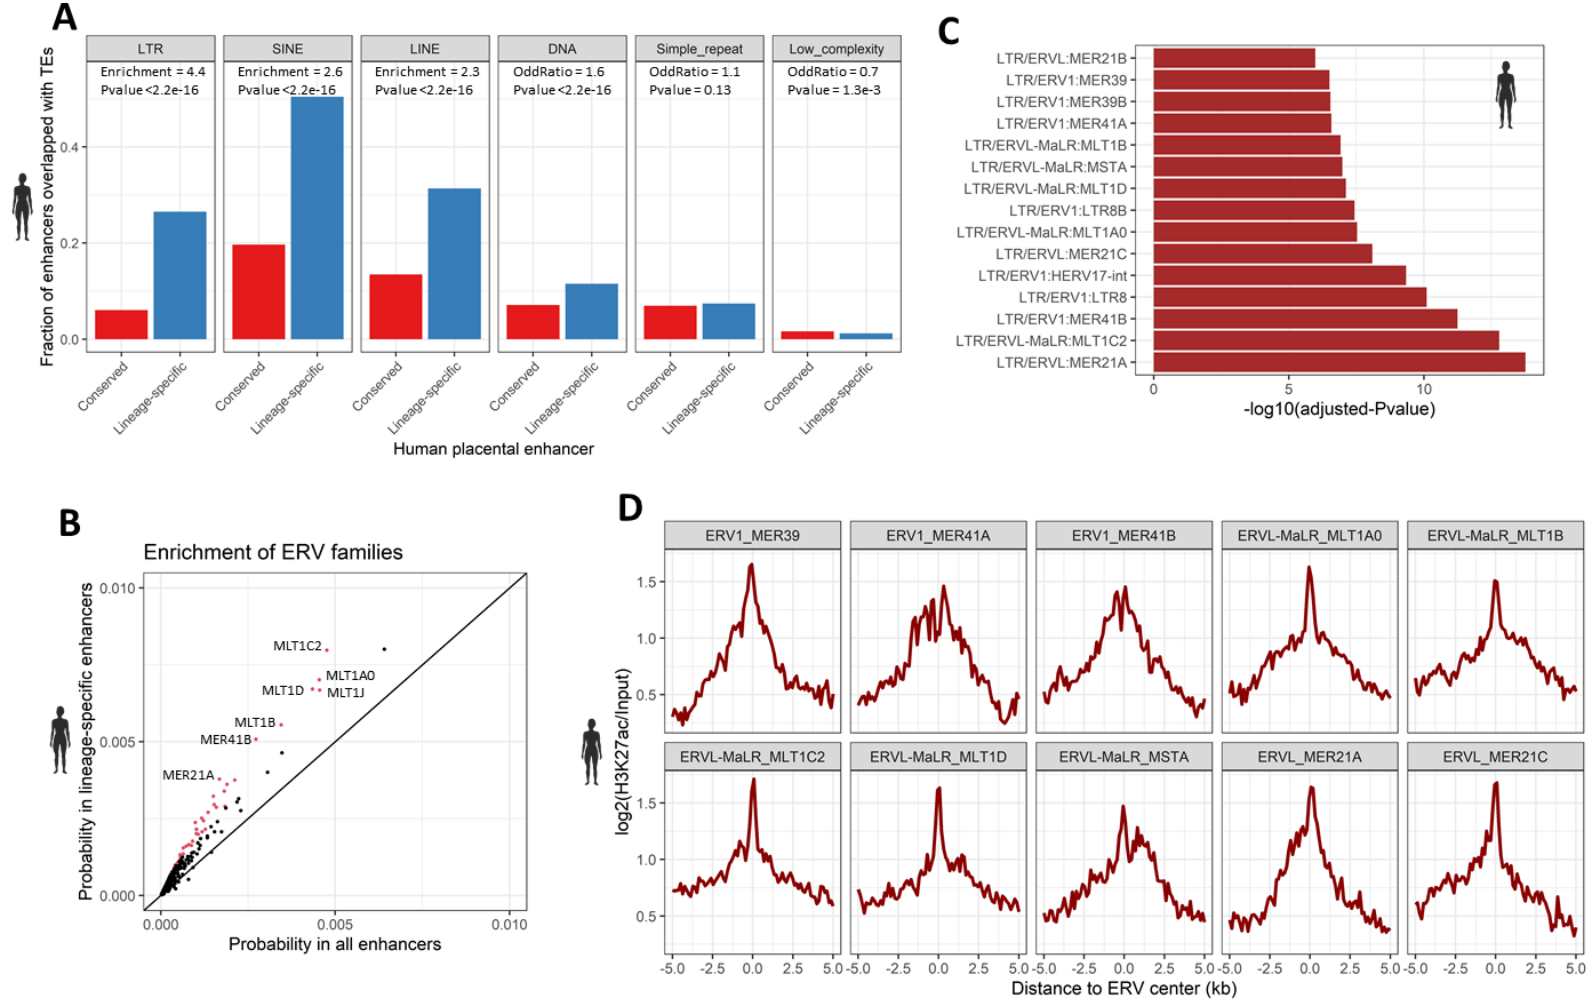 A
LTR
SINE
LINE
DNA
Simple_repeat
Low_complexity
Enrichment = 4.4
Pvalue <2.2e-16
Enrichment = 2.6
Pvalue <2.2e-16
Enrichment = 2.3
Pvalue <2.2e-16
OddRatio = 1.6
Pvalue <2.2e-16
OddRatio = 1.1
Pvalue = 0.13
OddRatio = 0.7
Pvalue = 1.3e-3
Fraction of enhancers overlapped with TEs
0.4
0.2
0.0
Conserved
Lineage-specific
Conserved
Lineage-specific
Conserved
Lineage-specific
Conserved
Lineage-specific
Conserved
Lineage-specific
Conserved
Lineage-specific
Human placental enhancer
C
LTR/ERVL:MER21B
LTR/ERV1:MER39
LTR/ERV1:MER39B
LTR/ERV1:MER41A
LTR/ERVL-MaLR:MLT1B
LTR/ERVL-MaLR:MSTA
LTR/ERVL-MaLR:MLT1D
LTR/ERV1:LTR8B
LTR/ERVL-MaLR:MLT1A0
LTR/ERVL:MER21C
LTR/ERV1:HERV17-int
LTR/ERV1:LTR8
LTR/ERV1:MER41B
LTR/ERVL-MaLR:MLT1C2
LTR/ERVL:MER21A
0 5 10
-log10(adjusted-Pvalue)
B
Enrichment of ERV families
Probability in lineage-specific enhancers
0.010
0.005
0.000
MLT1C2
MLT1A0
MLT1D
MLT1J
MLT1B
MER41B
MER21A
0.000 0.005 0.010
Probability in all enhancers
D
ERV1_MER39
ERV1_MER41A
ERV1_MER41B
ERVL-MaLR_MLT1A0
ERVL-MaLR_MLT1B
1.5
1.0
0.5
log2(H3K27ac/Input)
ERVL-MaLR_MLT1C2
ERVL-MaLR_MLT1D
ERVL-MaLR_MSTA
ERVL_MER21A
ERVL_MER21C
1.5
1.0
0.5
-5.0 -2.5 0.0 2.5 5.0
-5.0 -2.5 0.0 2.5 5.0
-5.0 -2.5 0.0 2.5 5.0
-5.0 -2.5 0.0 2.5 5.0
-5.0 -2.5 0.0 2.5 5.0
Distance to ERV center (kb)